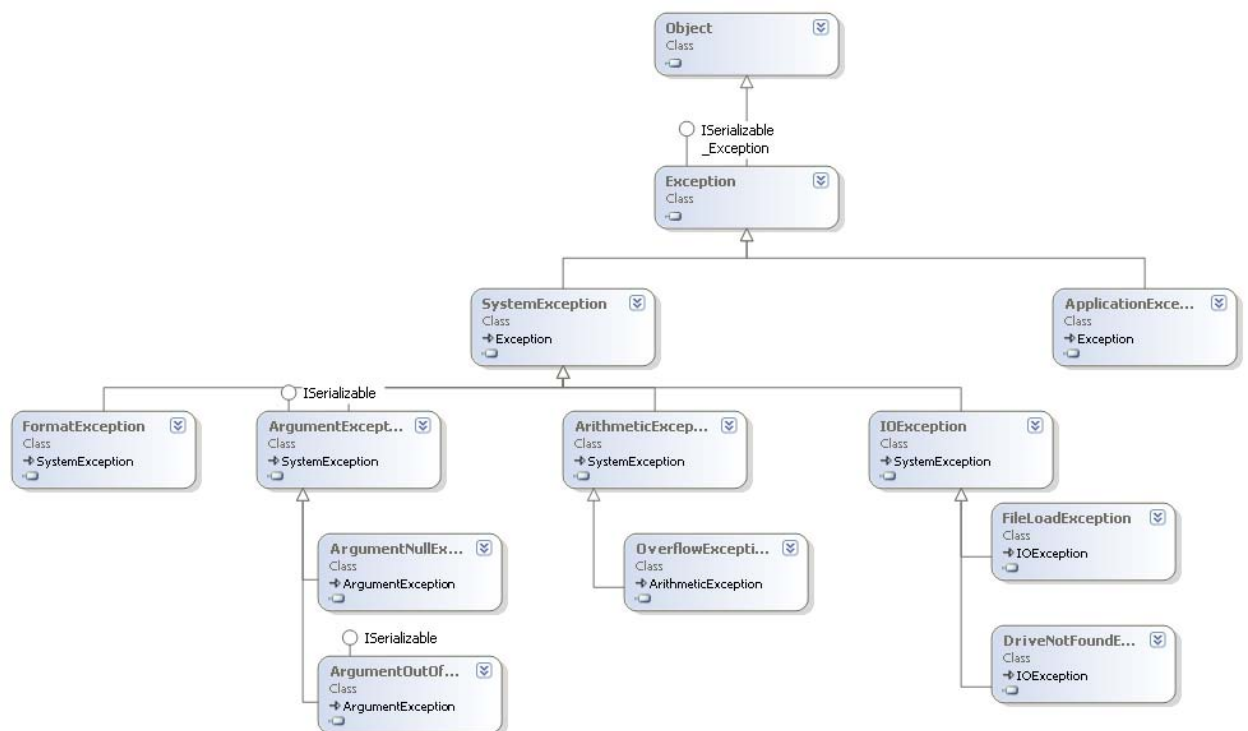 Object
Class
ISerializable
_Exception
Exception
Class
SystemException
Class
Exception
ApplicationExce...
Class
Exception
ISerializable
FormatException
Class
SystemException
ArgumentExcept...
Class
SystemException
ArithmeticExcep...
Class
SystemException
IOException
Class
SystemException
FileLoadException
Class
IOException
ArgumentNullEx...
Class
ArgumentException
OverflowExcepti...
Class
ArithmeticException
ISerializable
ArgumentOutOf...
Class
ArgumentException
DriveNotFoundE...
Class
IOException